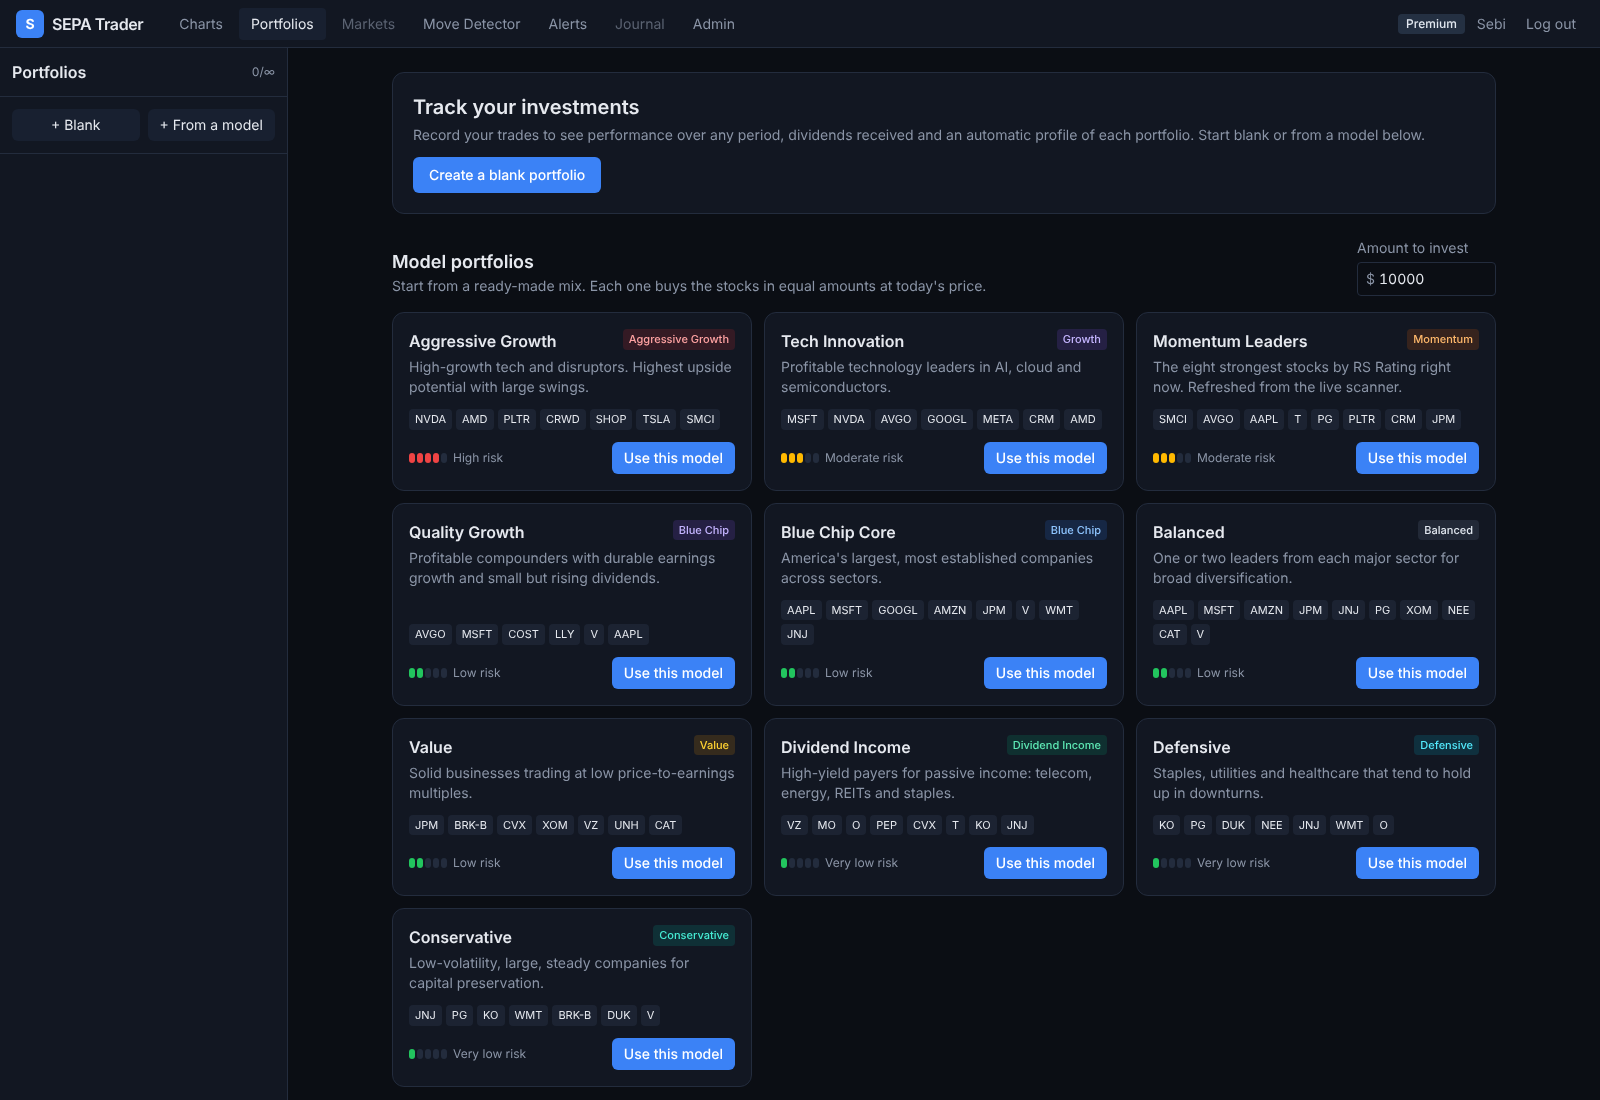 S SEPA Trader Charts Portfolios Markets Move Detector Alerts Journal Admin Premium Sebi Log out
Portfolios 0/∞
+ Blank + From a model
Track your investments
Record your trades to see performance over any period, dividends received and an automatic profile of each portfolio. Start blank or from a model below.
Create a blank portfolio
Model portfolios
Start from a ready-made mix. Each one buys the stocks in equal amounts at today's price.
Amount to invest
$ 10000
Aggressive Growth Aggressive Growth
High-growth tech and disruptors. Highest upside
potential with large swings.
NVDA AMD PLTR CRWD SHOP TSLA SMCI
High risk Use this model
Tech Innovation Growth
Profitable technology leaders in AI, cloud and
semiconductors.
MSFT NVDA AVGO GOOGL META CRM AMD
Moderate risk Use this model
Momentum Leaders Momentum
The eight strongest stocks by RS Rating right
now. Refreshed from the live scanner.
SMCI AVGO AAPL T PG PLTR CRM JPM
Moderate risk Use this model
Quality Growth Blue Chip
Profitable compounders with durable earnings
growth and small but rising dividends.
AVGO MSFT COST LLY V AAPL
Low risk Use this model
Blue Chip Core Blue Chip
America's largest, most established companies
across sectors.
AAPL MSFT GOOGL AMZN JPM V WMT
JNJ
Low risk Use this model
Balanced Balanced
One or two leaders from each major sector for
broad diversification.
AAPL MSFT AMZN JPM JNJ PG XOM NEE
CAT V
Low risk Use this model
Value Value
Solid businesses trading at low price-to-earnings
multiples.
JPM BRK-B CVX XOM VZ UNH CAT
Low risk Use this model
Dividend Income Dividend Income
High-yield payers for passive income: telecom,
energy, REITs and staples.
VZ MO O PEP CVX T KO JNJ
Very low risk Use this model
Defensive Defensive
Staples, utilities and healthcare that tend to hold
up in downturns.
KO PG DUK NEE JNJ WMT O
Very low risk Use this model
Conservative Conservative
Low-volatility, large, steady companies for
capital preservation.
JNJ PG KO WMT BRK-B DUK V
Very low risk Use this model